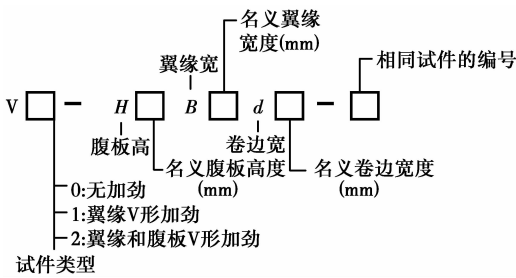 名义翼缘
宽度(mm)
翼缘宽
相同试件的编号
V□－H□B□d□－□
腹板高
卷边宽
名义腹板高度
(mm)
名义卷边宽度
(mm)
0:无加劲
1:翼缘V形加劲
2:翼缘和腹板V形加劲
试件类型